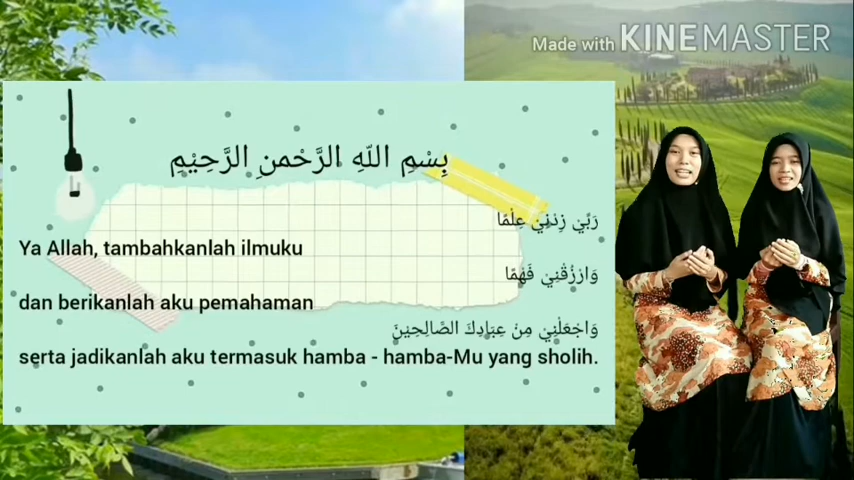 Made with KINEMASTER
بِسْمِ اللّهِ الرَّحْمنِ الرَّحِيْمِ
رَبِّيْ زِدْنِيْ عِلْمًا
Ya Allah, tambahkanlah ilmuku
وَارْزُقْنِيْ فَهْمًا
dan berikanlah aku pemahaman
وَاجْعَلْنِيْ مِنْ عِبَادِكَ الصَّالِحِيْنَ
serta jadikanlah aku termasuk hamba - hamba-Mu yang sholih.